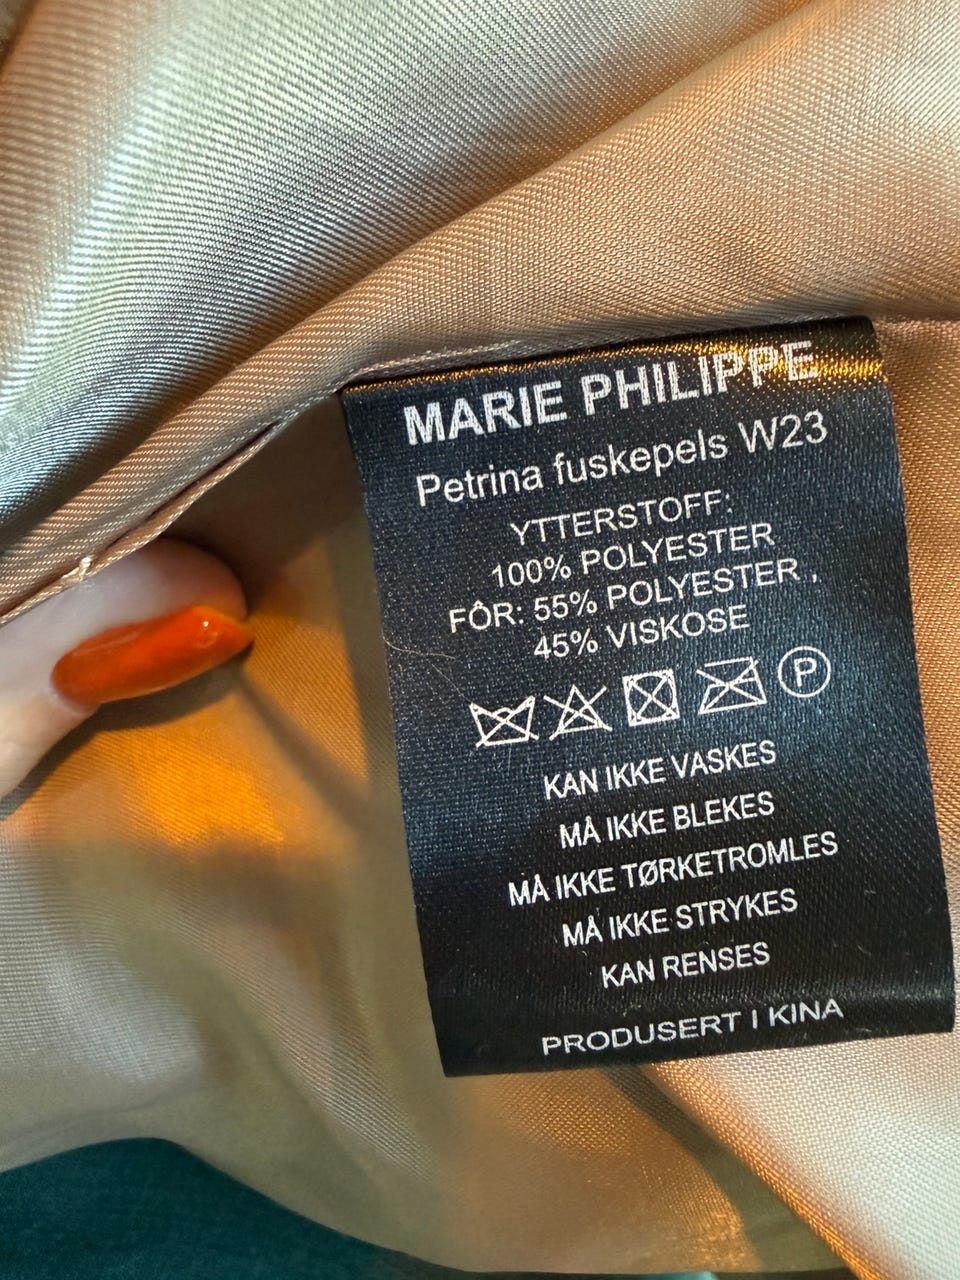 MARIE PHILIPPE
Petrina fuskepels W23
YTTERSTOFF:
100% POLYESTER
FÔR: 55% POLYESTER ,
45% VISKOSE
P
KAN IKKE VASKES
MÅ IKKE BLEKES
MÅ IKKE TØRKETROMLES
MÅ IKKE STRYKES
KAN RENSES
PRODUSERT I KINA